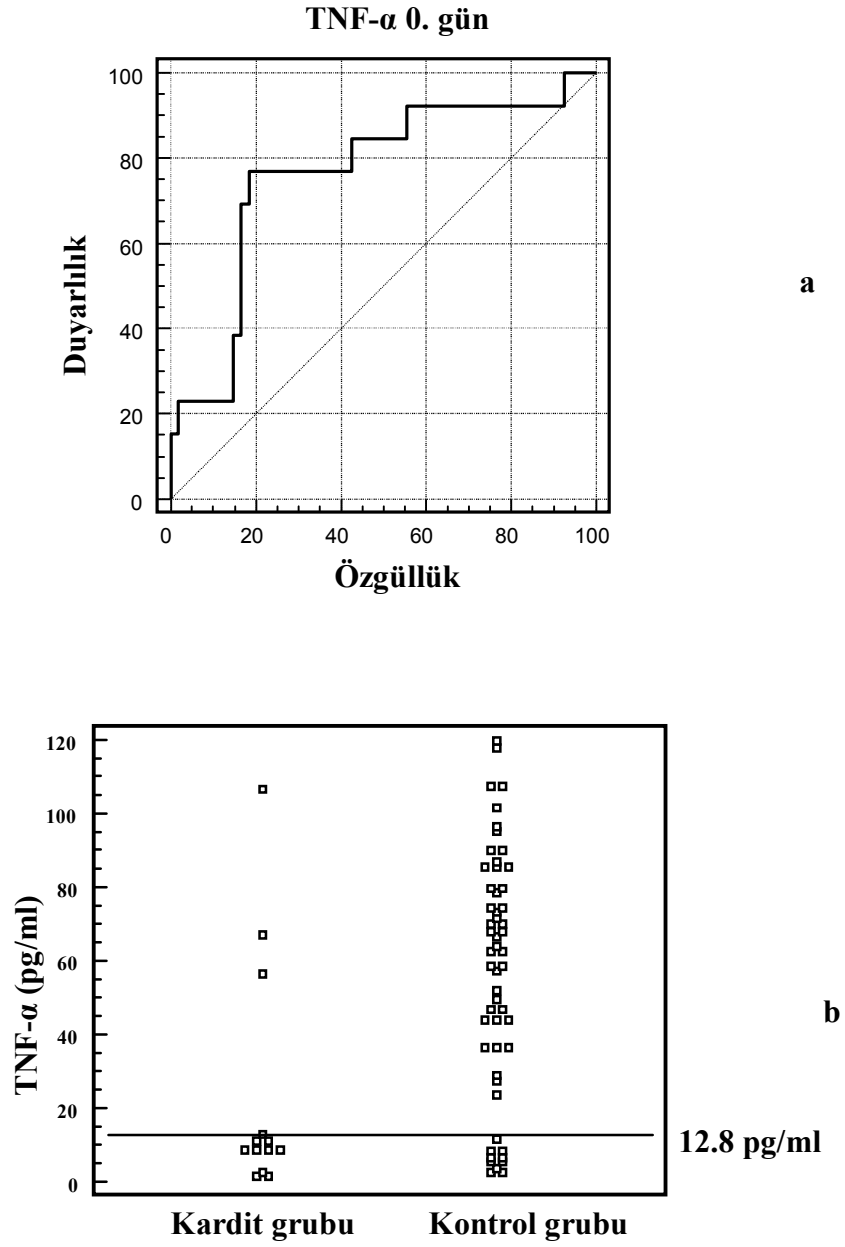 TNF-α 0. gün
100
80
60
40
20
0
Duyarlılık
0 20 40 60 80 100
Özgüllük
a
120
100
80
60
40
20
0
TNF-α (pg/ml)
12.8 pg/ml
Kardit grubu Kontrol grubu
b